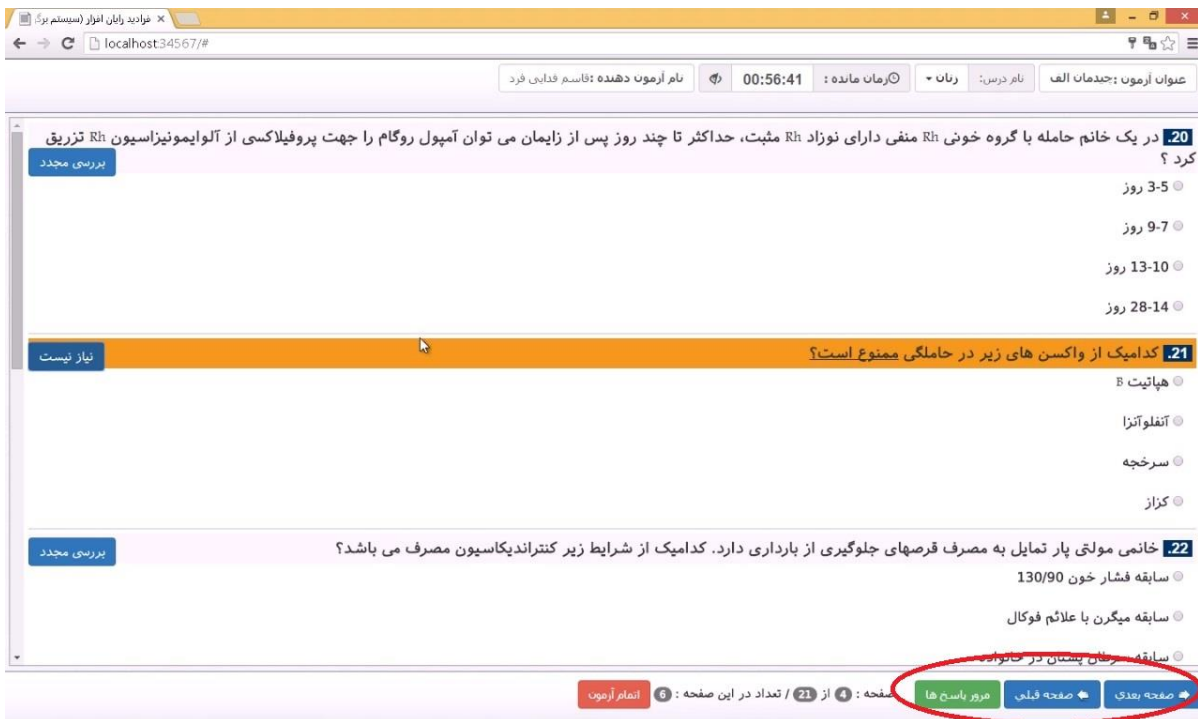 فرادید رایان افزار (سیستم برگ
localhost:34567/#
عنوان آزمون :چیدمان الف نام درس: زنان زمان مانده : 00:56:41 نام آزمون دهنده :قاسم فدایی فرد
20. در یک خانم حامله با گروه خونی Rh منفی دارای نوزاد Rh مثبت، حداکثر تا چند روز پس از زایمان می توان آمپول روگام را جهت پروفیلاکسی از آلوایمونیزاسیون Rh تزریق
کرد ؟ بررسی مجدد
3-5 روز
9-7 روز
13-10 روز
28-14 روز
21. کدامیک از واکسن های زیر در حاملگی ممنوع است؟ نیاز نیست
هپاتیت B
آنفلوآنزا
سرخجه
کزاز
22. خانمی مولتی پار تمایل به مصرف قرصهای جلوگیری از بارداری دارد. کدامیک از شرایط زیر کنتراندیکاسیون مصرف می باشد؟ بررسی مجدد
سابقه فشار خون 130/90
سابقه میگرن با علائم فوکال
سابقه سرطان پستان در خانواده
صفحه بعدی صفحه قبلی مرور پاسخ ها صفحه : 4 از 21 / تعداد در این صفحه : 6 اتمام آزمون